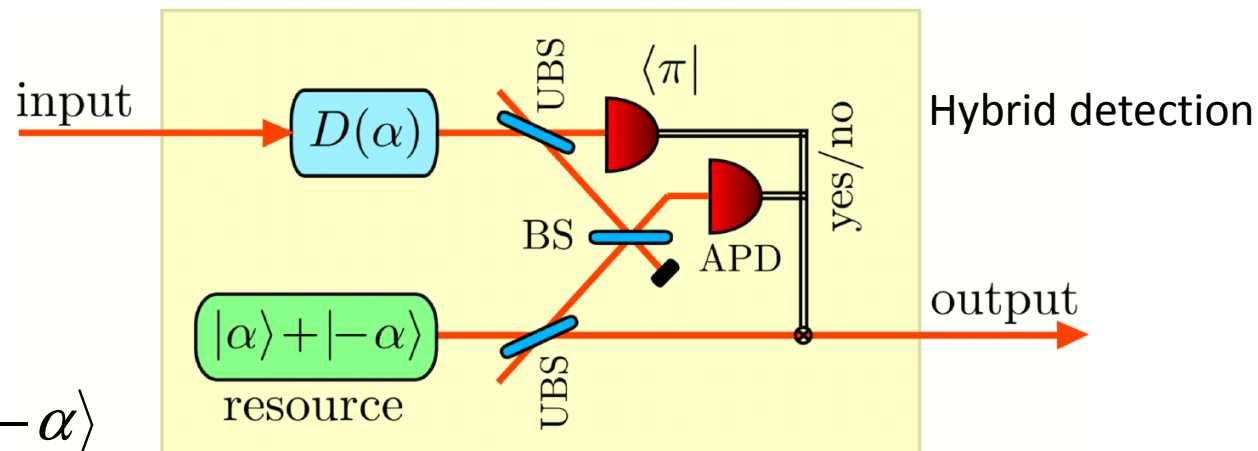 input
D(α)
UBS
⟨π|
yes/no
Hybrid detection
BS
APD
|α⟩+|−α⟩
resource
UBS
output
−α⟩